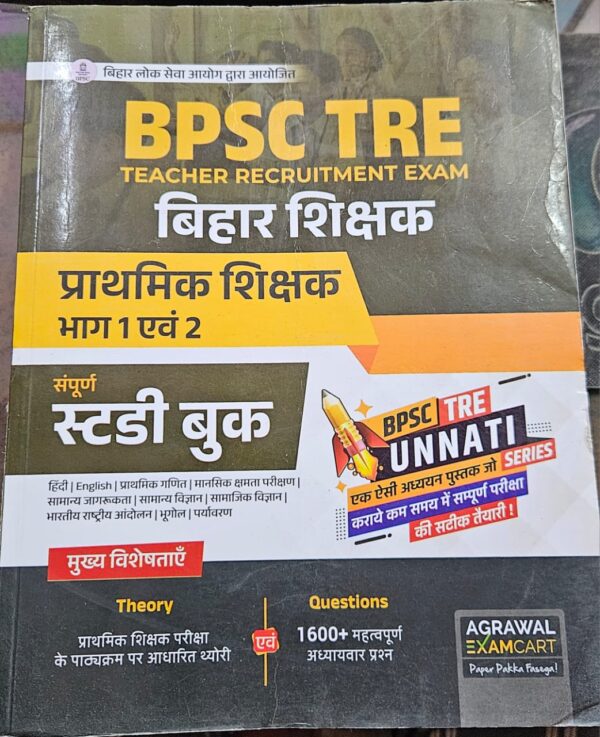 BPSC
बिहार लोक सेवा आयोग द्वारा आयोजित
BPSC TRE
TEACHER RECRUITMENT EXAM
बिहार शिक्षक
प्राथमिक शिक्षक
भाग 1 एवं 2
संपूर्ण
स्टडी बुक
हिंदी | English | प्राथमिक गणित | मानसिक क्षमता परीक्षण |
सामान्य जागरूकता | सामान्य विज्ञान | सामाजिक विज्ञान |
भारतीय राष्ट्रीय आंदोलन | भूगोल | पर्यावरण
BPSC TRE
UNNATI
SERIES
एक ऐसी अध्ययन पुस्तक जो
कराये कम समय में सम्पूर्ण परीक्षा
की सटीक तैयारी !
मुख्य विशेषताएँ
Theory
प्राथमिक शिक्षक परीक्षा
के पाठ्यक्रम पर आधारित थ्योरी
एवं
Questions
1600+ महत्वपूर्ण
अध्यायवार प्रश्न
AGRAWAL
EXAMCART
Paper Pakka Fasega!